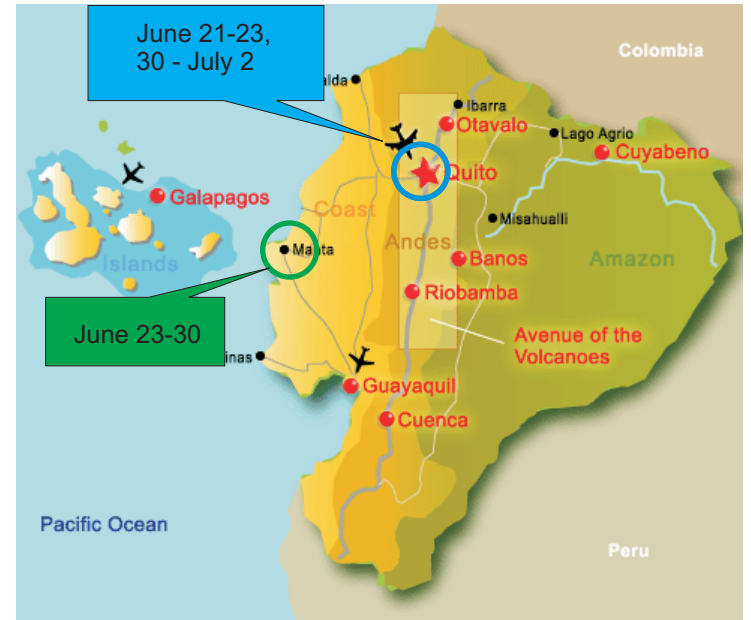 June 21-23,
30 - July 2
Colombia
Ibarra
Otavalo
Lago Agrio
Cuyabeno
Quito
Galapagos
Coast
Misahualli
Manta
Andes
Islands
Banos
Amazon
Riobamba
June 23-30
Avenue of the
Volcanoes
Guayaquil
Cuenca
Pacific Ocean
Peru